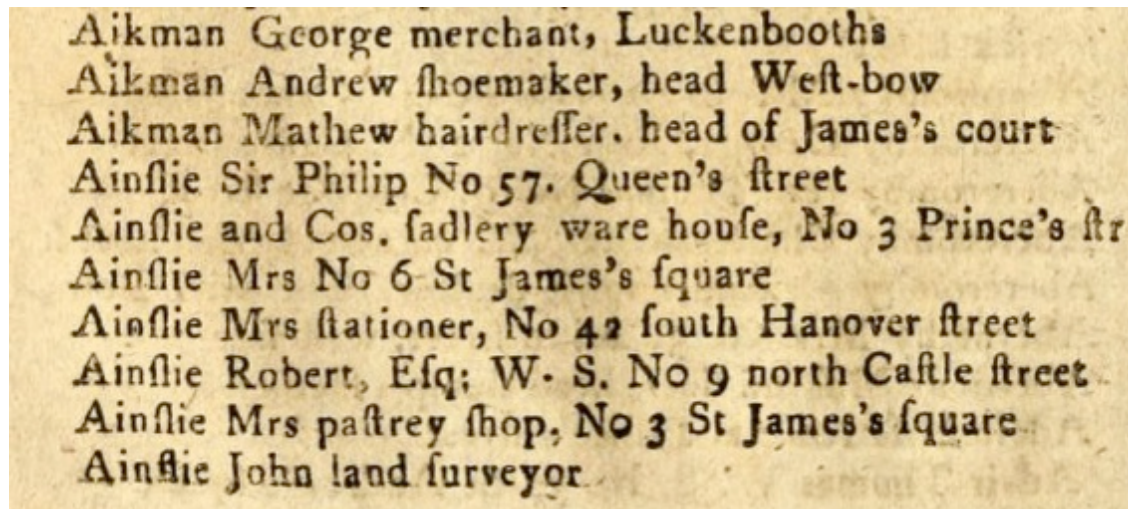 Aikman George merchant, Luckenbooths
Aikman Andrew ſhoemaker, head Weſt-bow
Aikman Mathew hairdreſſer. head of James's court
Ainſlie Sir Philip No 57. Queen's ſtreet
Ainſlie and Cos. ſadlery ware houſe, No 3 Prince's ſtr
Ainſlie Mrs No 6 St James's ſquare
Ainſlie Mrs ſtationer, No 42 ſouth Hanover ſtreet
Ainſlie Robert, Eſq; W. S. No 9 north Caſtle ſtreet
Ainſlie Mrs paſtrey ſhop, No 3 St James's ſquare
Ainſlie John land ſurveyor